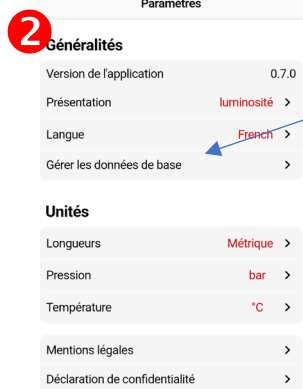 Paramètres
2
Généralités
Version de l'application 0.7.0
Présentation luminosité >
Langue French >
Gérer les données de base >
Unités
Longueurs Métrique >
Pression bar >
Température °C >
Mentions légales >
Déclaration de confidentialité >